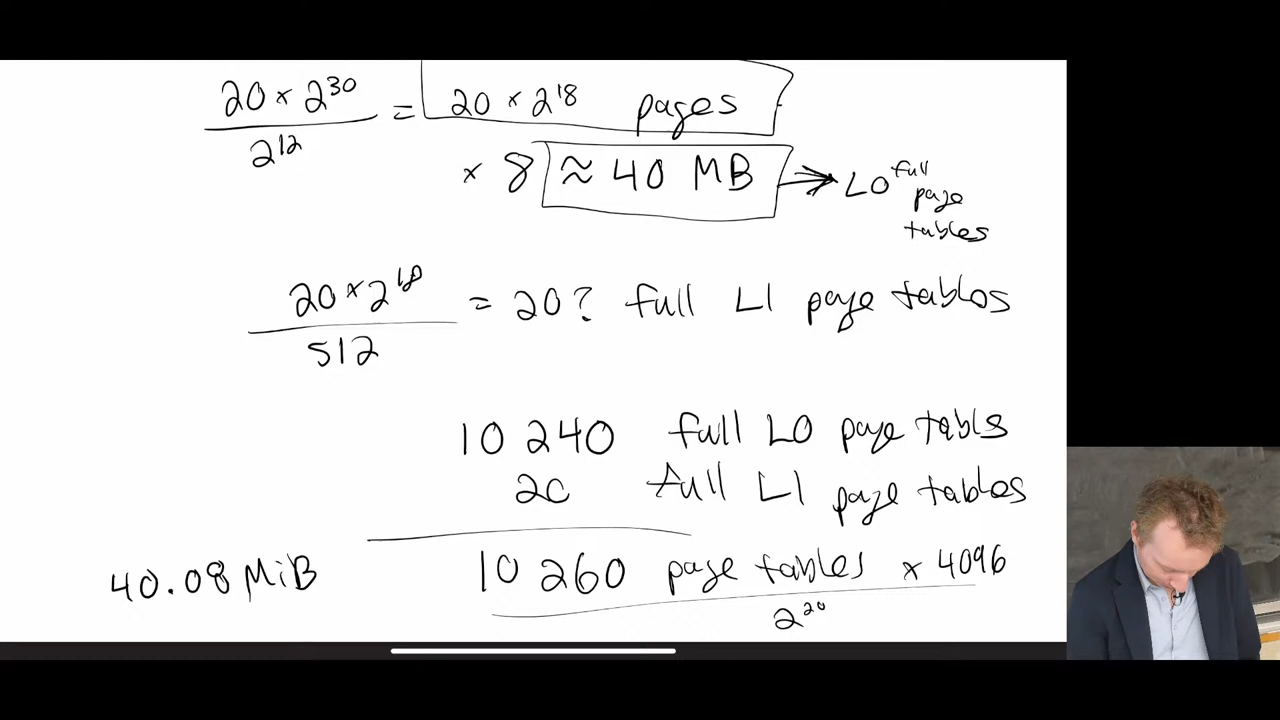 20 × 2^30 / 2^12 = 20 × 2^18 pages
× 8 ≈ 40 MB → L0 full page tables
20 × 2^18 / 512 = 20? full L1 page tables
10 240 full L0 page tables
20 full L1 page tables
10 260 page tables × 4096 / 2^20
40.08 MiB